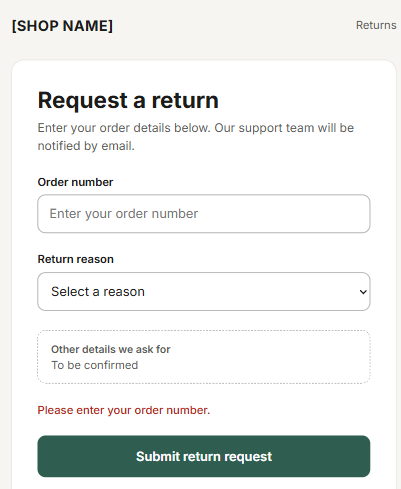 [SHOP NAME]
Returns
Request a return
Enter your order details below. Our support team will be
notified by email.
Order number
Enter your order number
Return reason
Select a reason
Other details we ask for
To be confirmed
Please enter your order number.
Submit return request